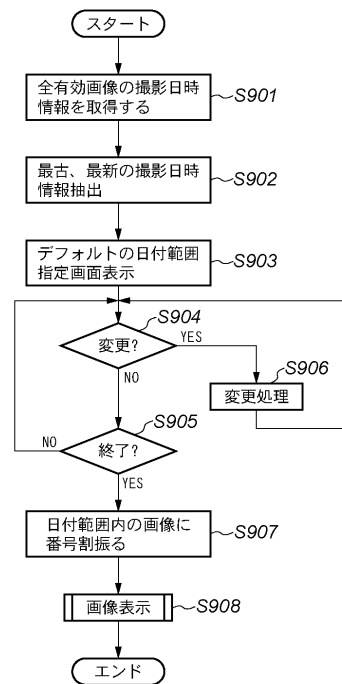 スタート
全有効画像の撮影日時
情報を取得する
S901
最古、最新の撮影日時
情報抽出
S902
デフォルトの日付範囲
指定画面表示
S903
S904
変更?
YES
NO
S906
変更処理
S905
終了?
NO
YES
日付範囲内の画像に
番号割振る
S907
画像表示
S908
エンド